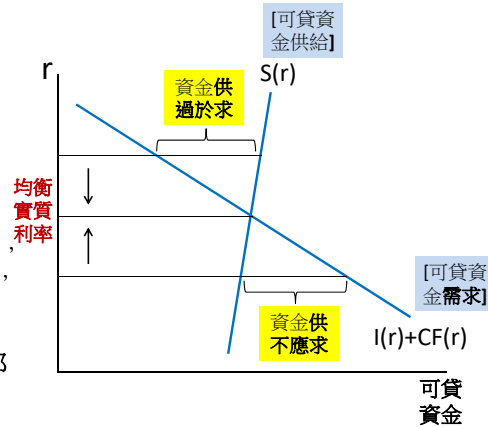 [可貸資
金供給]
r
S(r)
資金供
過於求
均衡
實質
利率
,
,
[可貸資
金需求]
資金供
不應求
I(r)+CF(r)
可貸
資金